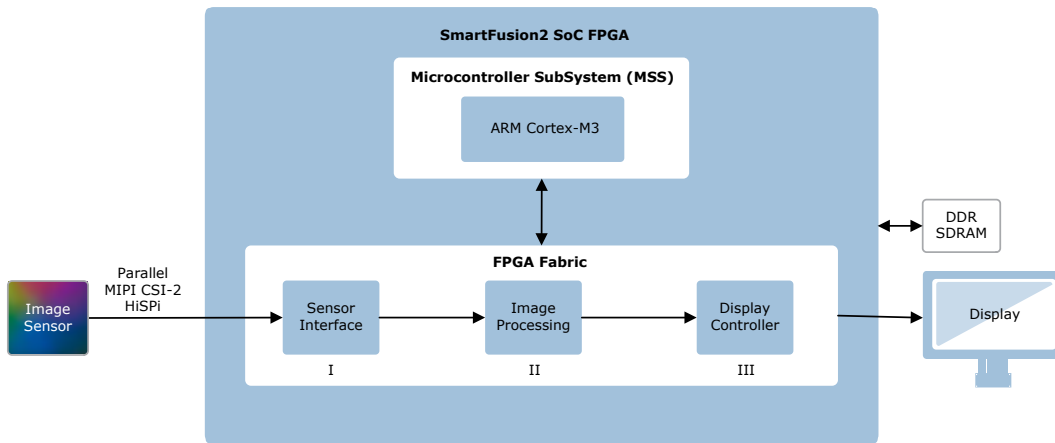 SmartFusion2 SoC FPGA
Microcontroller SubSystem (MSS)
ARM Cortex-M3
DDR
SDRAM
FPGA Fabric
Parallel
MIPI CSI-2
HiSPi
Image
Sensor
Sensor
Interface
Image
Processing
Display
Controller
Display
I
II
III